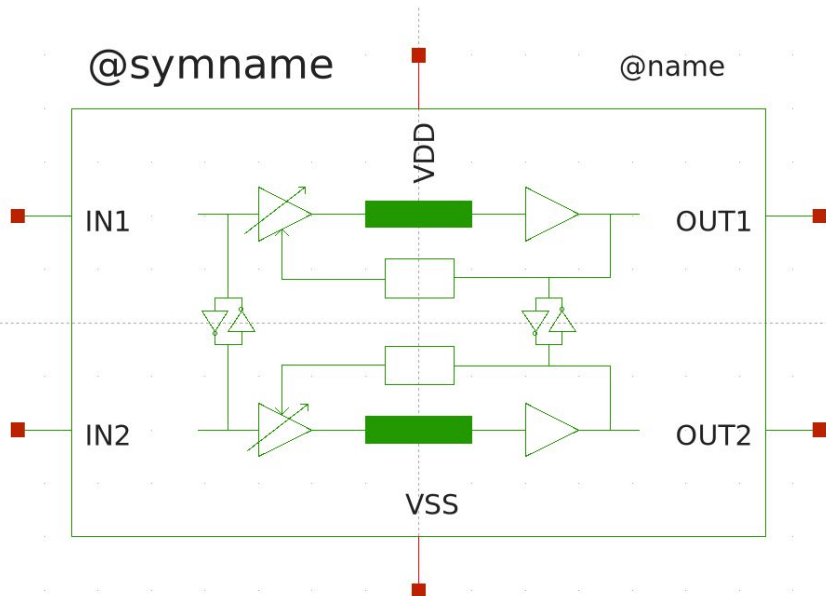 @symname
@name
VDD
IN1
OUT1
IN2
OUT2
VSS